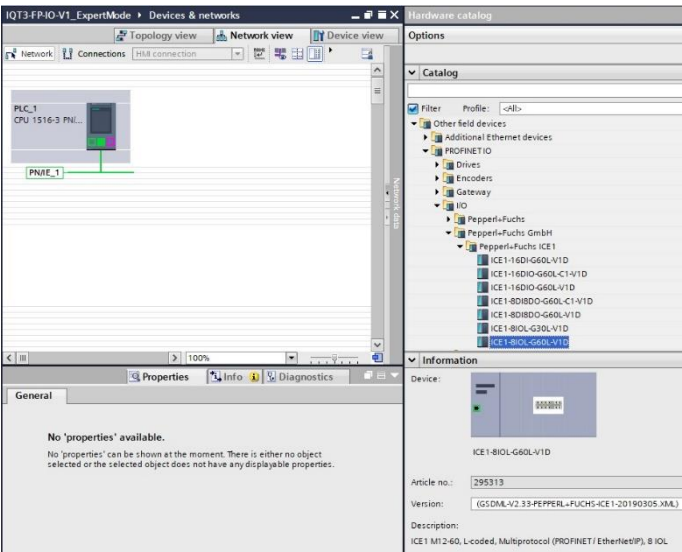 IQT3-FP-IO-V1_ExpertMode ▸ Devices & networks
Topology view Network view Device view
Network Connections HMI connection
PLC_1
CPU 1516-3 PN/...
PN/IE_1
Network data
100%
Properties Info Diagnostics
General
No 'properties' available.
No 'properties' can be shown at the moment. There is either no object
selected or the selected object does not have any displayable properties.
Hardware catalog
Options
Catalog
Filter Profile: <All>
Other field devices
Additional Ethernet devices
PROFINET IO
Drives
Encoders
Gateway
I/O
Pepperl+Fuchs
Pepperl+Fuchs GmbH
Pepperl+Fuchs ICE1
ICE1-16DI-G60L-V1D
ICE1-16DIO-G60L-C1-V1D
ICE1-16DIO-G60L-V1D
ICE1-8DI8DO-G60L-C1-V1D
ICE1-8DI8DO-G60L-V1D
ICE1-8IOL-G30L-V1D
ICE1-8IOL-G60L-V1D
Information
Device:
ICE1-8IOL-G60L-V1D
Article no.: 295313
Version: (GSDML-V2.33-PEPPERL+FUCHS-ICE1-20190305.XML)
Description:
ICE1 M12-60, L-coded, Multiprotocol (PROFINET / EtherNet/IP), 8 IOL